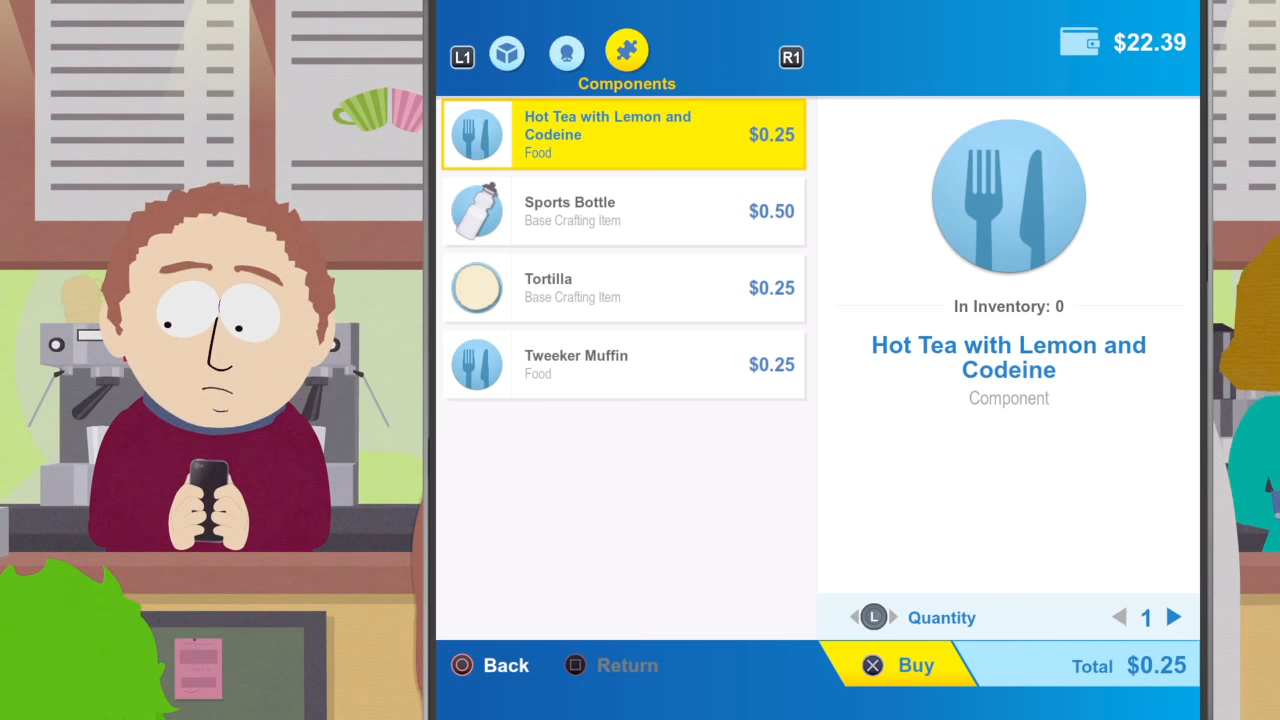 L1
R1
$22.39
Components
Hot Tea with Lemon and
Codeine
Food
$0.25
Sports Bottle
Base Crafting Item
$0.50
Tortilla
Base Crafting Item
$0.25
Tweeker Muffin
Food
$0.25
In Inventory: 0
Hot Tea with Lemon and
Codeine
Component
L Quantity 1
Back
Return
Buy
Total $0.25